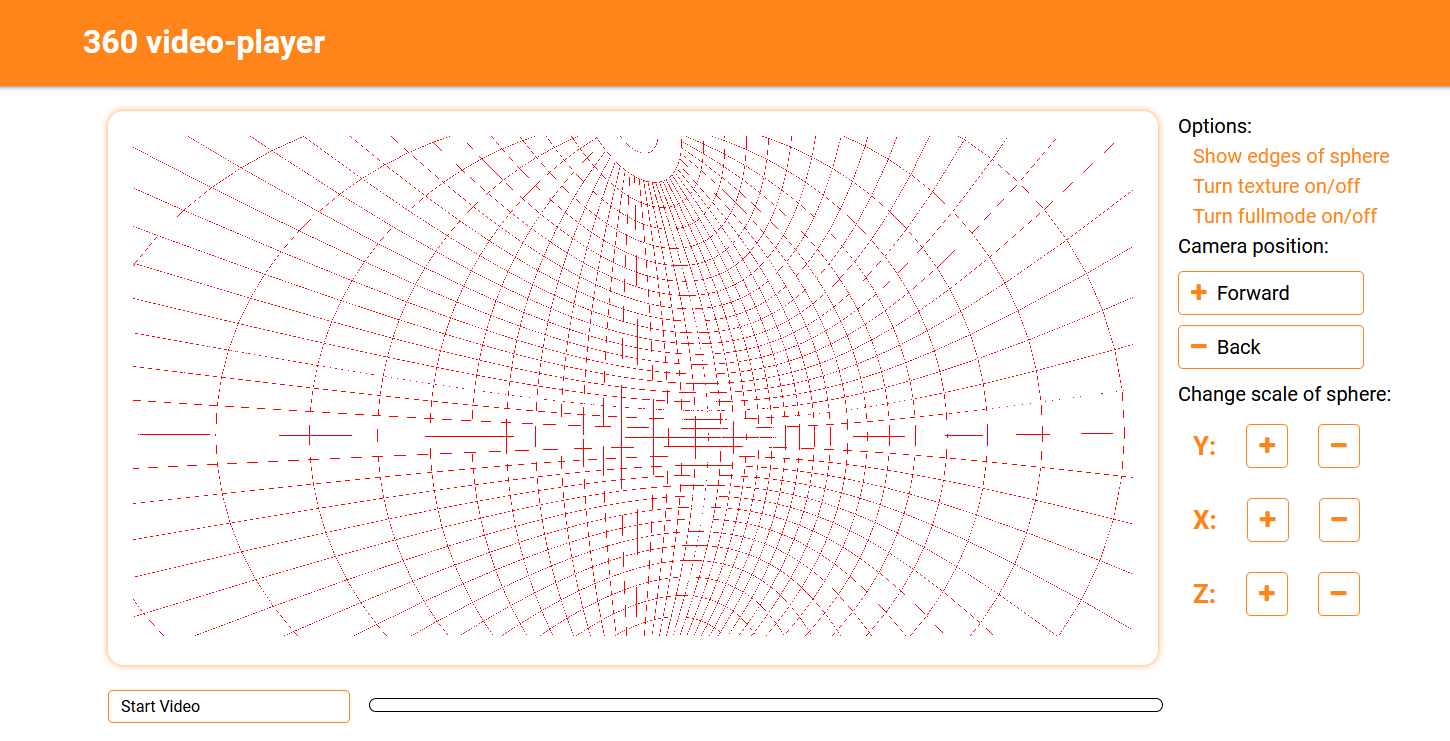 360 video-player
Options:
Show edges of sphere
Turn texture on/off
Turn fullmode on/off
Camera position:
+ Forward
− Back
Change scale of sphere:
Y: + −
X: + −
Z: + −
Start Video